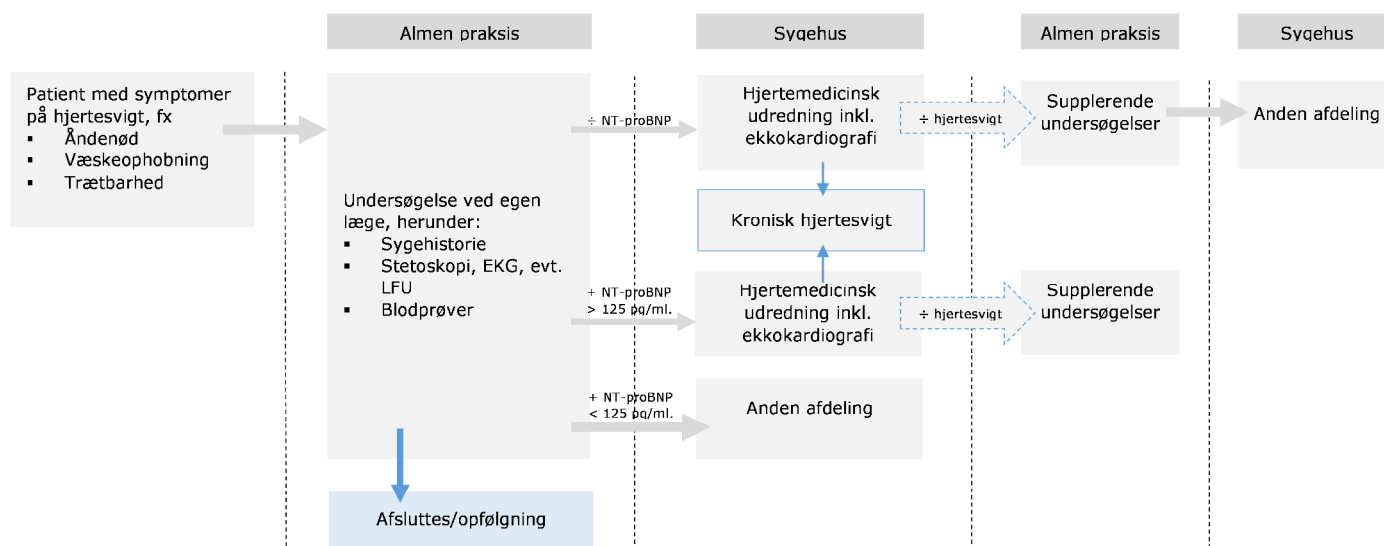 Almen praksis
Sygehus
Almen praksis
Sygehus
Patient med symptomer
på hjertesvigt, fx
▪ Åndenød
▪ Væskeophobning
▪ Trætbarhed
Undersøgelse ved egen
læge, herunder:
▪ Sygehistorie
▪ Stetoskopi, EKG, evt.
LFU
▪ Blodprøver
Afsluttes/opfølgning
÷ NT-proBNP
Hjertemedicinsk
udredning inkl.
ekkokardiografi
÷ hjertesvigt
Supplerende
undersøgelser
Anden afdeling
Kronisk hjertesvigt
+ NT-proBNP
> 125 pg/ml.
Hjertemedicinsk
udredning inkl.
ekkokardiografi
÷ hjertesvigt
Supplerende
undersøgelser
+ NT-proBNP
< 125 pg/ml.
Anden afdeling